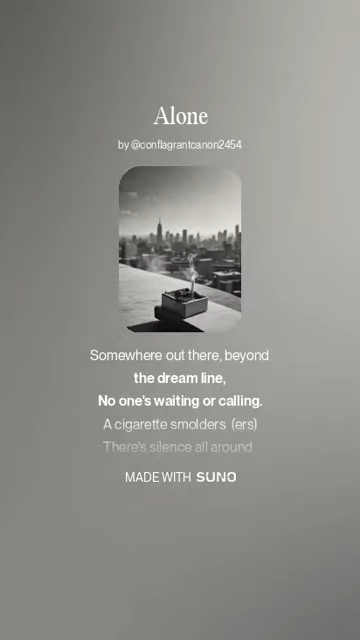 Alone
by @conflagrantcanon2454
Somewhere out there, beyond
the dream line,
No one's waiting or calling.
A cigarette smolders (ers)
There's silence all around
MADE WITH SUNO